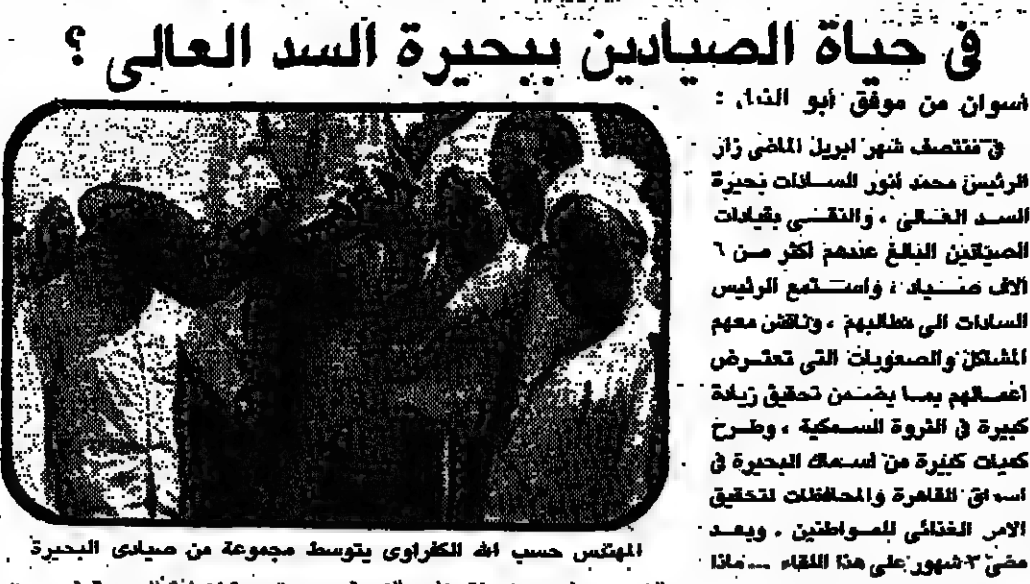 في حياة الصيادين ببحيرة السد العالى ؟
أسوان من موفق أبو النيل :
في منتصف شهر ابريل الماضى زار
الرئيس محمد أنور السادات بحيرة
السد العالى ، والتقى بقيادات
الصيادين البالغ عددهم أكثر من ٦
آلاف صياد ، واستمع الرئيس
السادات الى مطالبهم ، وناقش معهم
المشاكل والصعوبات التى تعترض
أعمالهم بما يضمن تحقيق زيادة
كبيرة في الثروة السمكية ، وطرح
كميات كبيرة من أسماك البحيرة في
اسواق القاهرة والمحافظات لتحقيق
الامن الغذائى للمواطنين . وبعد
مضى ٣ شهور على هذا اللقاء ... ماذا
المهندس حسب الله الكفراوى يتوسط مجموعة من صيادى البحيرة